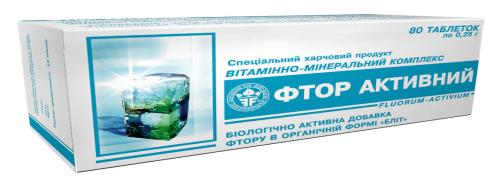 80 ТАБЛЕТОК
по 0,25 г
Спеціальний харчовий продукт
ВІТАМІННО-МІНЕРАЛЬНИЙ КОМПЛЕКС
ФТОР АКТИВНИЙ
FLUORUM-ACTIVIUM
БІОЛОГІЧНО АКТИВНА ДОБАВКА
ФТОРУ В ОРГАНІЧНІЙ ФОРМІ «ЕЛІТ»